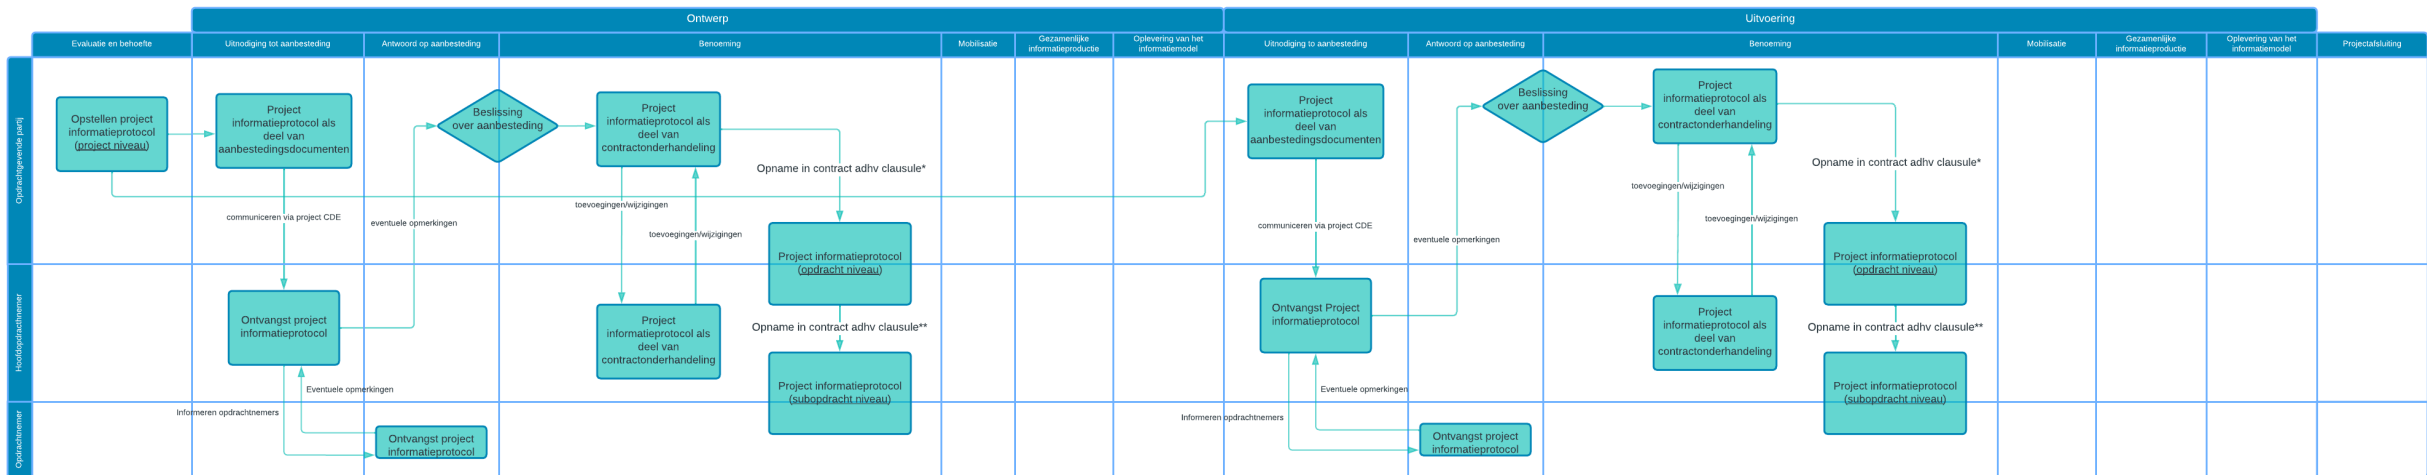 Ontwerp
Uitvoering
Evaluatie en behoefte
Uitnodiging tot aanbesteding
Antwoord op aanbesteding
Benoeming
Mobilisatie
Gezamenlijke
informatieproductie
Oplevering van het
informatiemodel
Uitnodiging to aanbesteding
Antwoord op aanbesteding
Benoeming
Mobilisatie
Gezamenlijke
informatieproductie
Oplevering van het
informatiemodel
Projectafsluiting
Opdrachtgevende partij
Opstellen project
informatieprotocol
(project niveau)
Project
informatieprotocol als
deel van
aanbestedingsdocumenten
communiceren via project CDE
eventuele opmerkingen
Beslissing
over aanbesteding
Project
informatieprotocol als
deel van
contractonderhandeling
toevoegingen/wijzigingen
toevoegingen/wijzigingen
Opname in contract adhv clausule*
Project informatieprotocol
(opdracht niveau)
Project
informatieprotocol als
deel van
aanbestedingsdocumenten
communiceren via project CDE
eventuele opmerkingen
Beslissing
over aanbesteding
Project
informatieprotocol als
deel van
contractonderhandeling
toevoegingen/wijzigingen
toevoegingen/wijzigingen
Opname in contract adhv clausule*
Project informatieprotocol
(opdracht niveau)
Hoofdopdracthnemer
Ontvangst project
informatieprotocol
Eventuele opmerkingen
Project
informatieprotocol als
deel van
contractonderhandeling
Opname in contract adhv clausule**
Project informatieprotocol
(subopdracht niveau)
Ontvangst Project
informatieprotocol
Eventuele opmerkingen
Project
informatieprotocol als
deel van
contractonderhandeling
Opname in contract adhv clausule**
Project informatieprotocol
(subopdracht niveau)
Opdrachtnemer
Informeren opdrachtnemers
Ontvangst project
informatieprotocol
Informeren opdrachtnemers
Ontvangst project
informatieprotocol